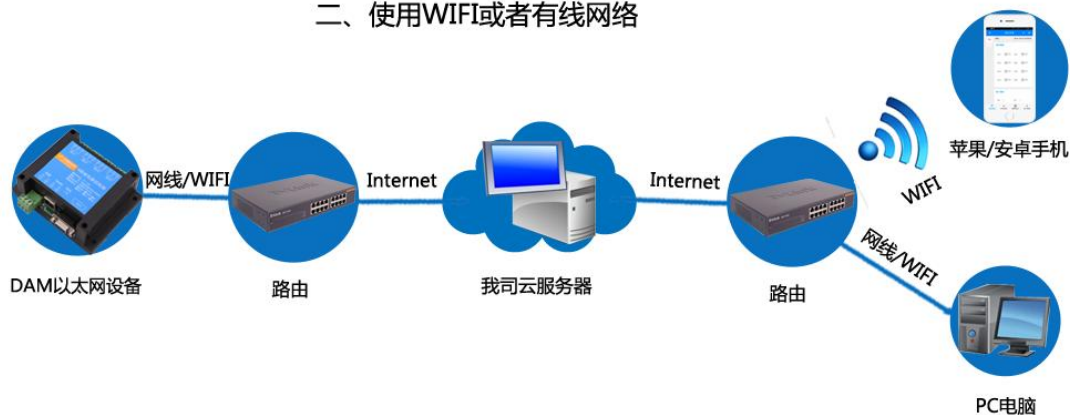 二、使用WIFI或者有线网络
网线/WIFI
Internet
Internet
WIFI
苹果/安卓手机
网线/WIFI
DAM以太网设备
路由
我司云服务器
路由
PC电脑